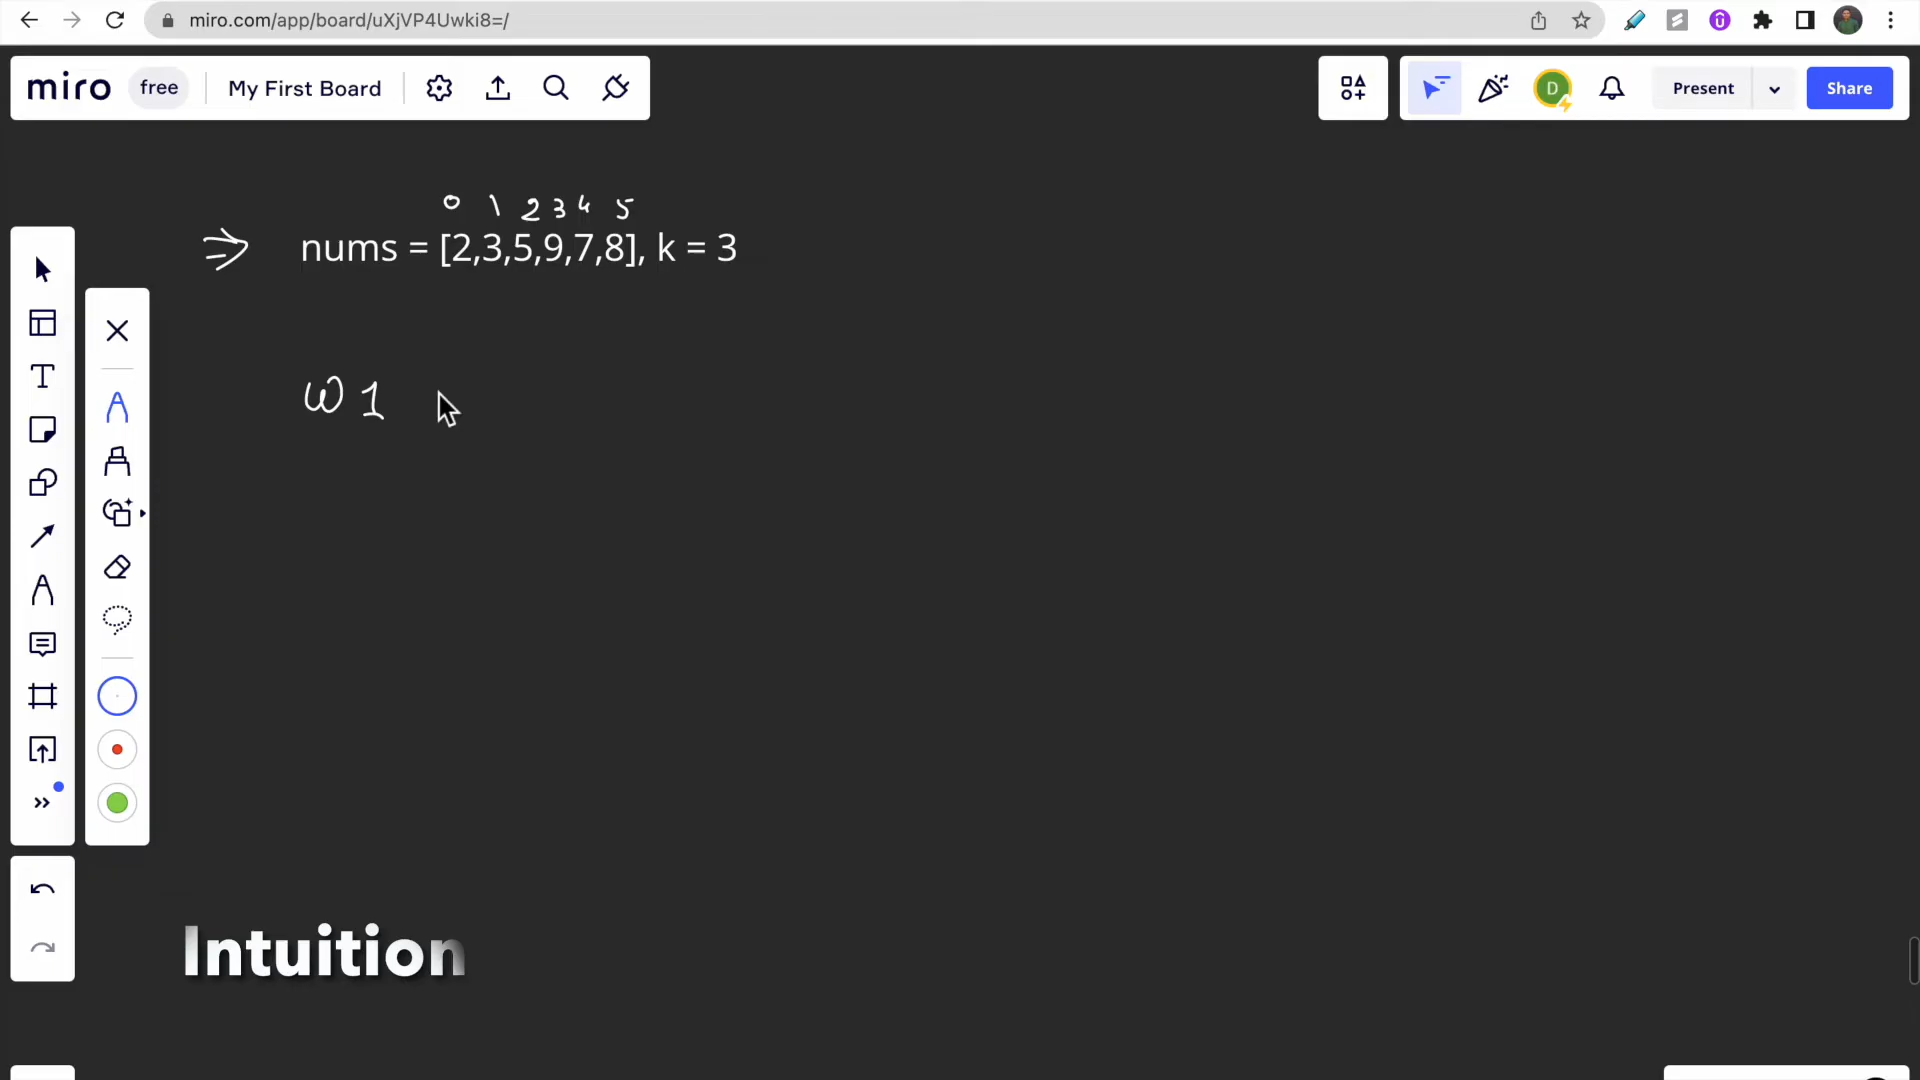 miro.com/app/board/uXjVP4Uwki8=/
miro free My First Board Present Share
D
0 1 2 3 4 5
⇒ nums = [2,3,5,9,7,8], k = 3
W 1
Intuition